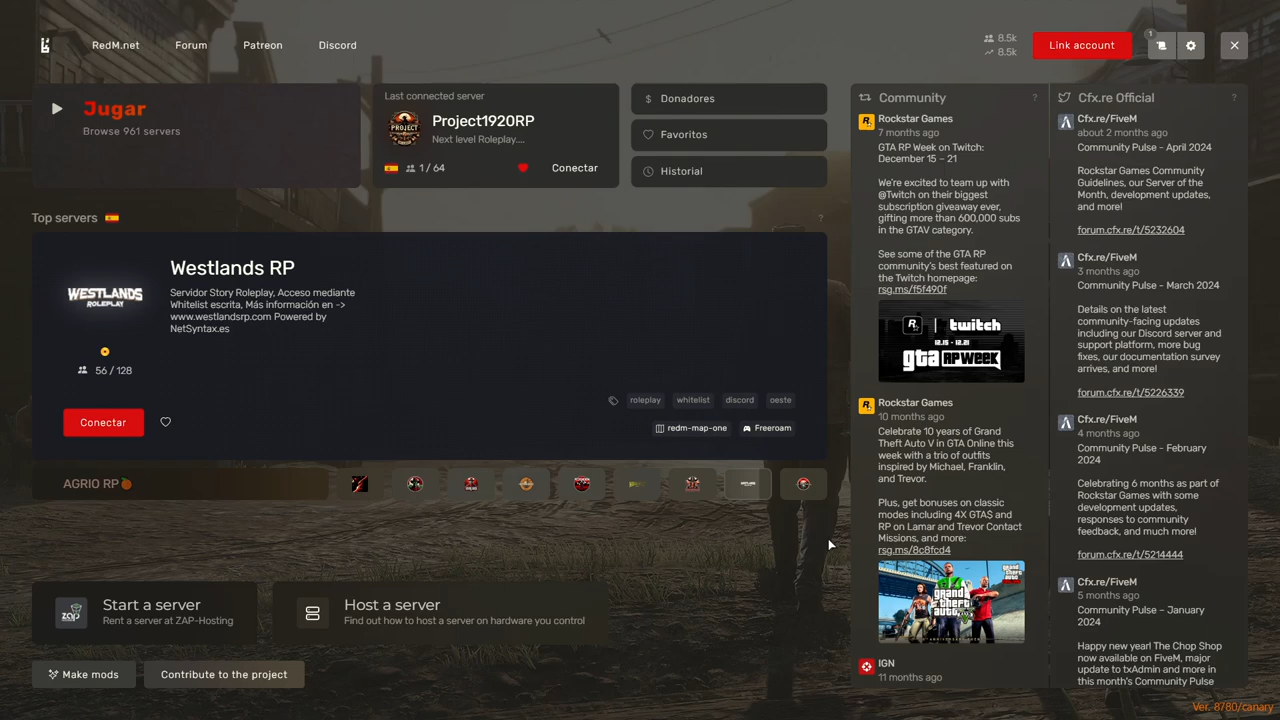 RedM.net
Forum
Patreon
Discord
8.5k
8.5k
Link account
1
Jugar
Browse 961 servers
Last connected server
PROJECT
Project1920RP
Next level Roleplay....
1 / 64
Conectar
Donadores
Favoritos
Historial
Top servers
?
WESTLANDS
ROLEPLAY
Westlands RP
Servidor Story Roleplay, Acceso mediante
Whitelist escrita, Más información en ->
www.westlandsrp.com Powered by
NetSyntax.es
56 / 128
Conectar
roleplay
whitelist
discord
oeste
redm-map-one
Freeroam
AGRIO RP
Start a server
Rent a server at ZAP-Hosting
zap
Host a server
Find out how to host a server on hardware you control
Make mods
Contribute to the project
Community
?
Rockstar Games
7 months ago
GTA RP Week on Twitch:
December 15 – 21
We're excited to team up with
@Twitch on their biggest
subscription giveaway ever,
gifting more than 600,000 subs
in the GTAV category.
See some of the GTA RP
community's best featured on
the Twitch homepage:
rsg.ms/f5f490f
R
twitch
12.15 - 12.21
gta RP WEEK
Rockstar Games
10 months ago
Celebrate 10 years of Grand
Theft Auto V in GTA Online this
week with a trio of outfits
inspired by Michael, Franklin,
and Trevor.
Plus, get bonuses on classic
modes including 4X GTA$ and
RP on Lamar and Trevor Contact
Missions, and more:
rsg.ms/8c8fcd4
grand
theft
auto
IGN
11 months ago
Cfx.re Official
?
Cfx.re/FiveM
about 2 months ago
Community Pulse - April 2024
Rockstar Games Community
Guidelines, our Server of the
Month, development updates,
and more!
forum.cfx.re/t/5232604
Cfx.re/FiveM
3 months ago
Community Pulse - March 2024
Details on the latest
community-facing updates
including our Discord server and
support platform, more bug
fixes, our documentation survey
arrives, and more!
forum.cfx.re/t/5226339
Cfx.re/FiveM
4 months ago
Community Pulse - February
2024
Celebrating 6 months as part of
Rockstar Games with some
development updates,
responses to community
feedback, and much more!
forum.cfx.re/t/5214444
Cfx.re/FiveM
5 months ago
Community Pulse – January
2024
Happy new year! The Chop Shop
now available on FiveM, major
update to txAdmin and more in
this month's Community Pulse
Ver. 8780/canary